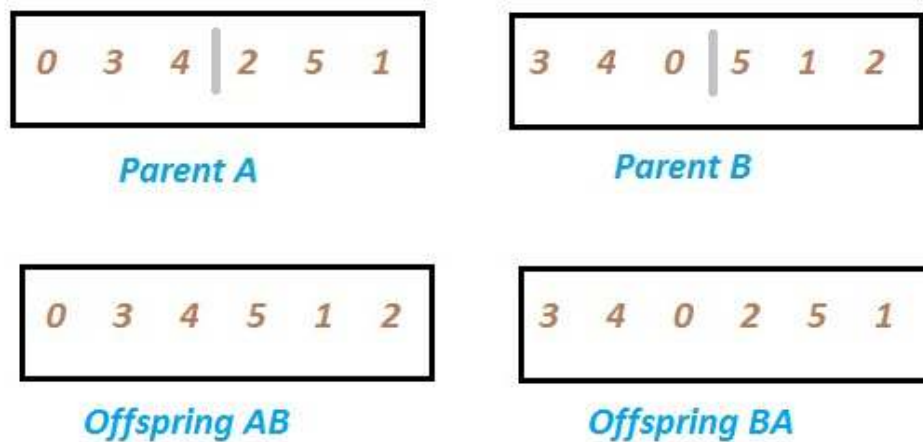 0 3 4 2 5 1
3 4 0 5 1 2
Parent A
Parent B
0 3 4 5 1 2
3 4 0 2 5 1
Offspring AB
Offspring BA